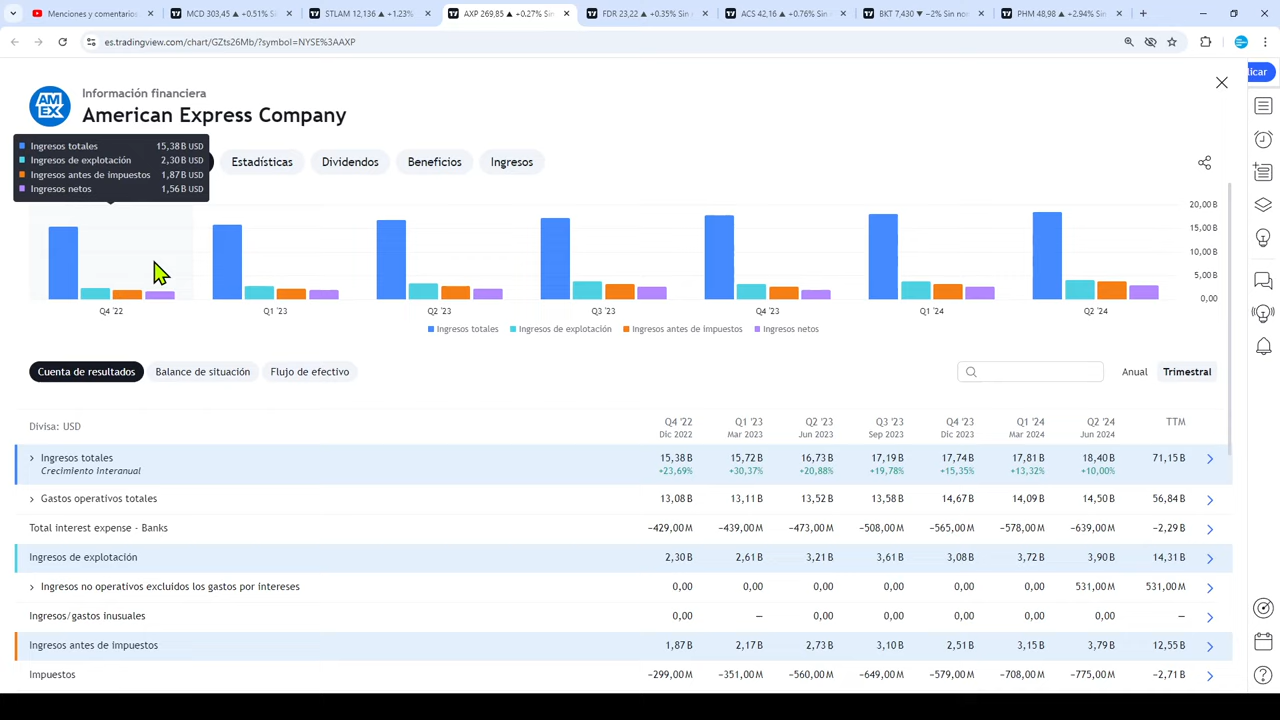 Menciones y comentarios
MCD 303,45 ▲ +0.51% Sin
STLAM 12,136 ▲ +1.23%
AXP 269,85 ▲ +0.27% Sin n
FDR 23,22 ▲ +0.35% Sin n
ACS 42,16 ▲ +0.76% Sin n
BXT 7,430 ▼ −2% Sin no
PHM 48,98 ▲ +2.94% Sin n
es.tradingview.com/chart/GZts26Mb/?symbol=NYSE%3AAXP
licar
AM
EX
Información financiera
American Express Company
Ingresos totales 15,38 B USD
Ingresos de explotación 2,30 B USD
Ingresos antes de impuestos 1,87 B USD
Ingresos netos 1,56 B USD
Estadísticas Dividendos Beneficios Ingresos
20,00 B
15,00 B
10,00 B
5,00 B
0,00
Q4 '22 Q1 '23 Q2 '23 Q3 '23 Q4 '23 Q1 '24 Q2 '24
Ingresos totales Ingresos de explotación Ingresos antes de impuestos Ingresos netos
Cuenta de resultados Balance de situación Flujo de efectivo Anual Trimestral
Divisa: USD Q4 '22 Q1 '23 Q2 '23 Q3 '23 Q4 '23 Q1 '24 Q2 '24 TTM
Dic 2022 Mar 2023 Jun 2023 Sep 2023 Dic 2023 Mar 2024 Jun 2024
Ingresos totales 15,38 B 15,72 B 16,73 B 17,19 B 17,74 B 17,81 B 18,40 B 71,15 B
Crecimiento interanual +23,69% +30,37% +20,88% +19,78% +15,35% +13,32% +10,00%
Gastos operativos totales 13,08 B 13,11 B 13,52 B 13,58 B 14,67 B 14,09 B 14,50 B 56,84 B
Total interest expense - Banks −429,00 M −439,00 M −473,00 M −508,00 M −565,00 M −578,00 M −639,00 M −2,29 B
Ingresos de explotación 2,30 B 2,61 B 3,21 B 3,61 B 3,08 B 3,72 B 3,90 B 14,31 B
Ingresos no operativos excluidos los gastos por intereses 0,00 0,00 0,00 0,00 0,00 0,00 531,00 M 531,00 M
Ingresos/gastos inusuales 0,00 — 0,00 0,00 0,00 0,00 0,00 —
Ingresos antes de impuestos 1,87 B 2,17 B 2,73 B 3,10 B 2,51 B 3,15 B 3,79 B 12,55 B
Impuestos −299,00 M −351,00 M −560,00 M −649,00 M −579,00 M −708,00 M −775,00 M −2,71 B